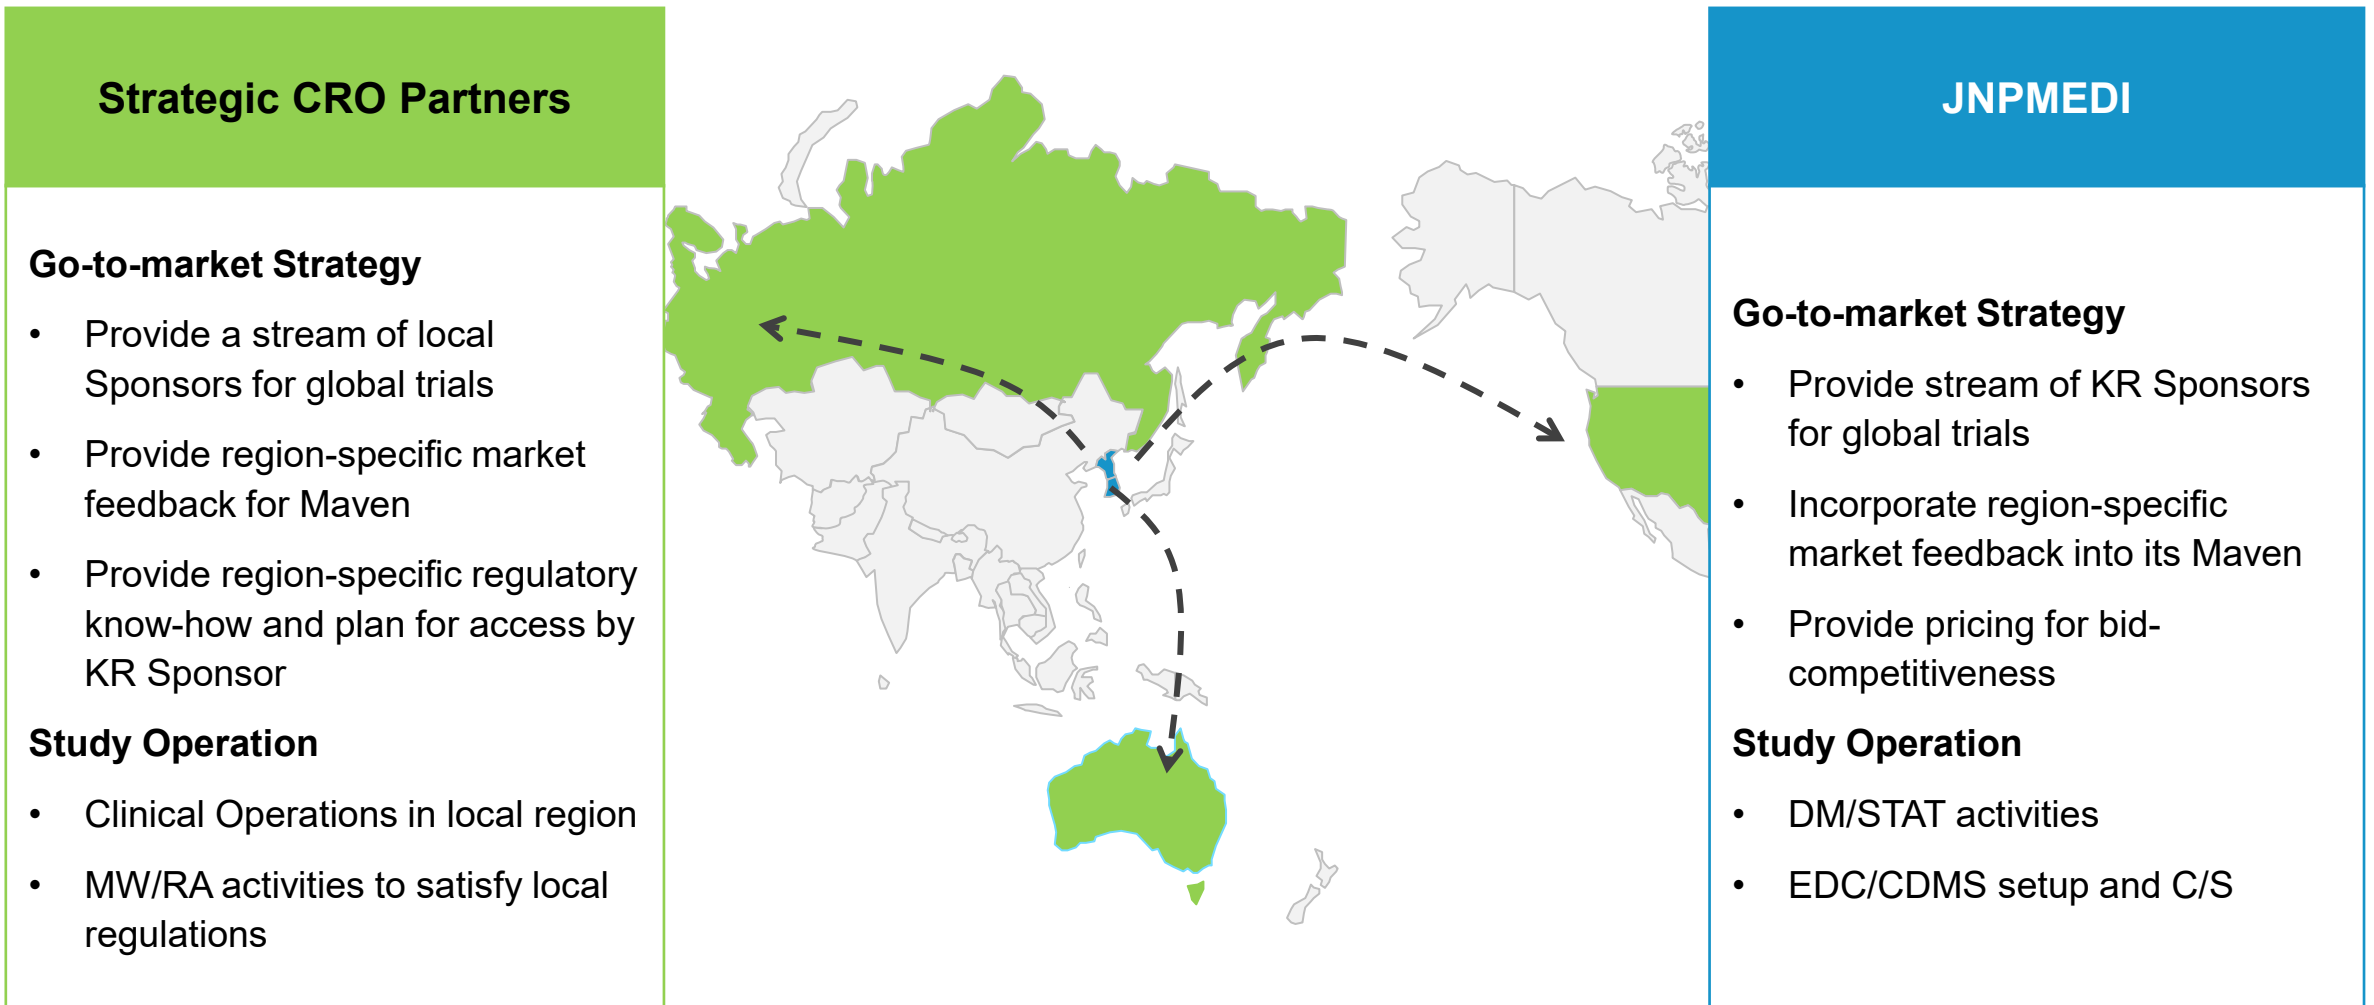 Strategic CRO Partners
Go-to-market Strategy
• Provide a stream of local
Sponsors for global trials
• Provide region-specific market
feedback for Maven
• Provide region-specific regulatory
know-how and plan for access by
KR Sponsor
Study Operation
• Clinical Operations in local region
• MW/RA activities to satisfy local
regulations
JNPMEDI
Go-to-market Strategy
• Provide stream of KR Sponsors
for global trials
• Incorporate region-specific
market feedback into its Maven
• Provide pricing for bid-
competitiveness
Study Operation
• DM/STAT activities
• EDC/CDMS setup and C/S